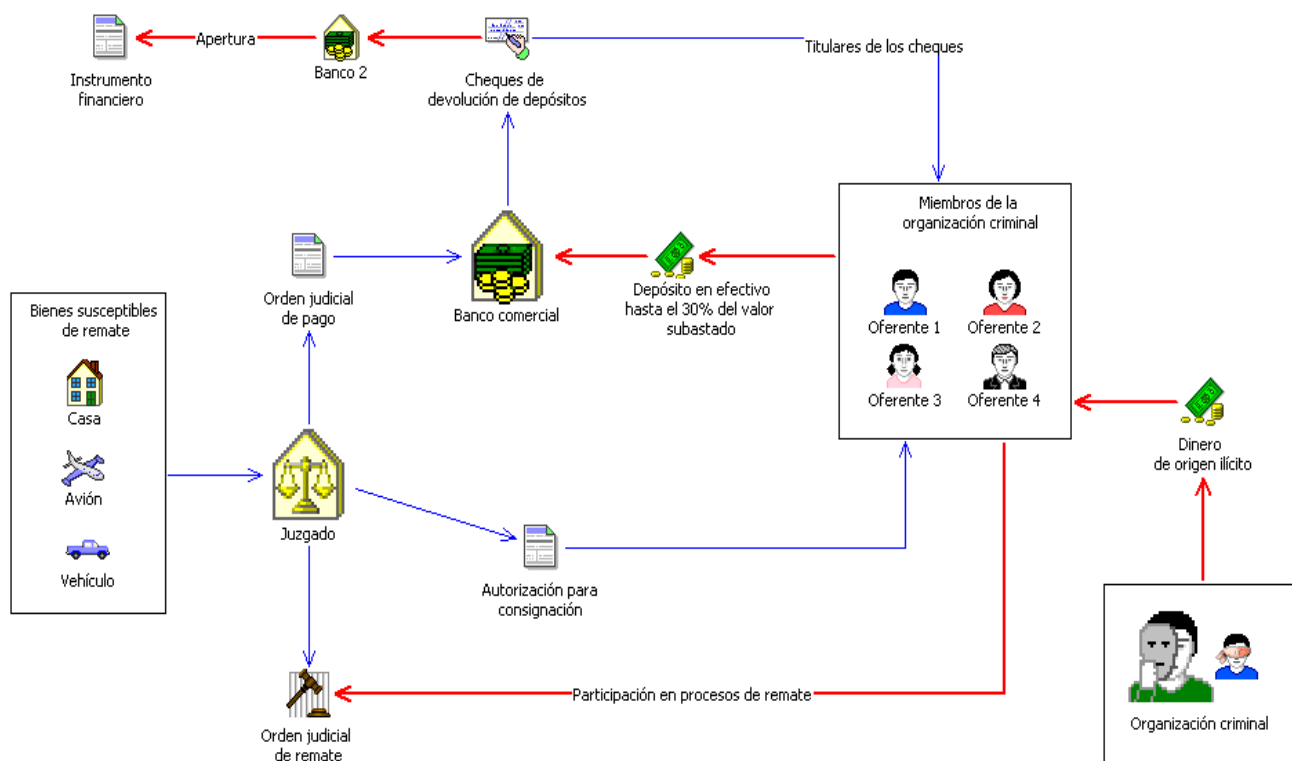 Apertura
Titulares de los cheques
Instrumento
financiero
Banco 2
Cheques de
devolución de depósitos
Miembros de la
organización criminal
Oferente 1
Oferente 2
Oferente 3
Oferente 4
Orden judicial
de pago
Banco comercial
Depósito en efectivo
hasta el 30% del valor
subastado
Bienes susceptibles
de remate
Casa
Avión
Vehículo
Juzgado
Dinero
de origen ilícito
Autorización para
consignación
Participación en procesos de remate
Orden judicial
de remate
Organización criminal